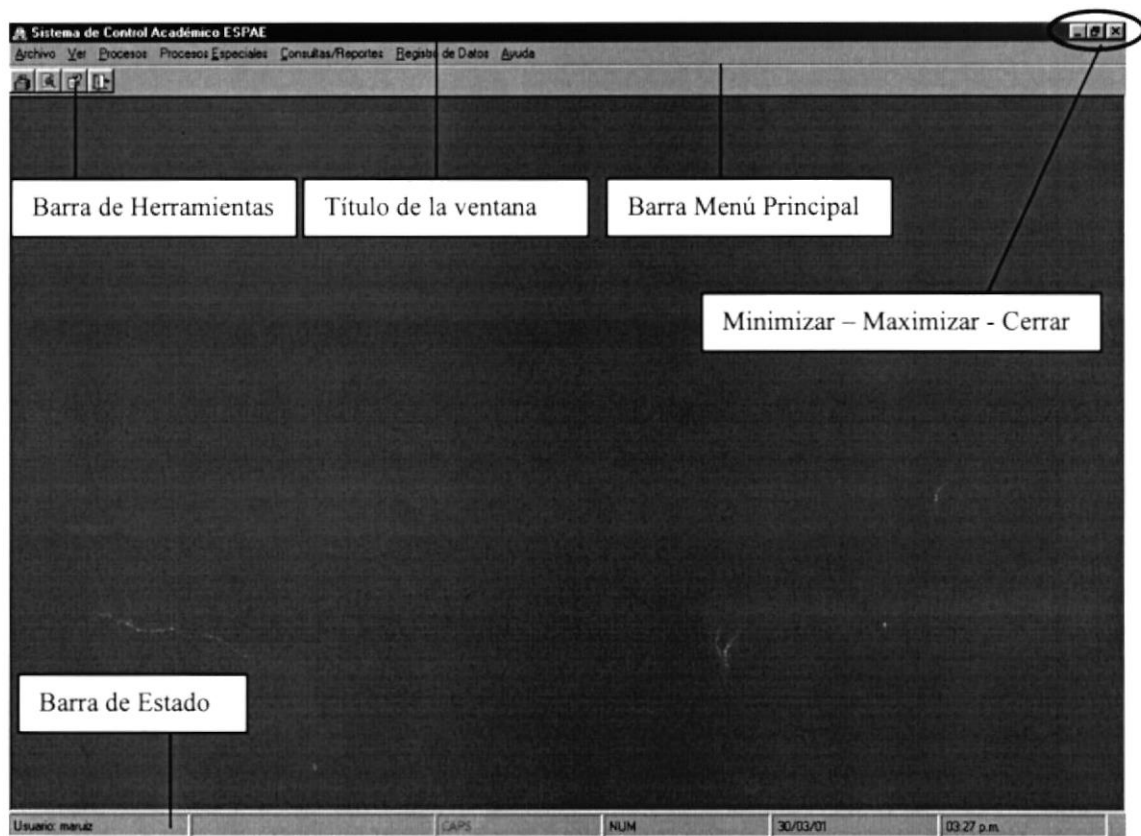 Sistema de Control Académico ESPAE
Archivo Ver Procesos Procesos Especiales Consultas/Reportes Registro de Datos Ayuda
Barra de Herramientas
Título de la ventana
Barra Menú Principal
Minimizar – Maximizar - Cerrar
Barra de Estado
Usuario: maruiz CAPS NUM 30/03/01 03:27 p.m.